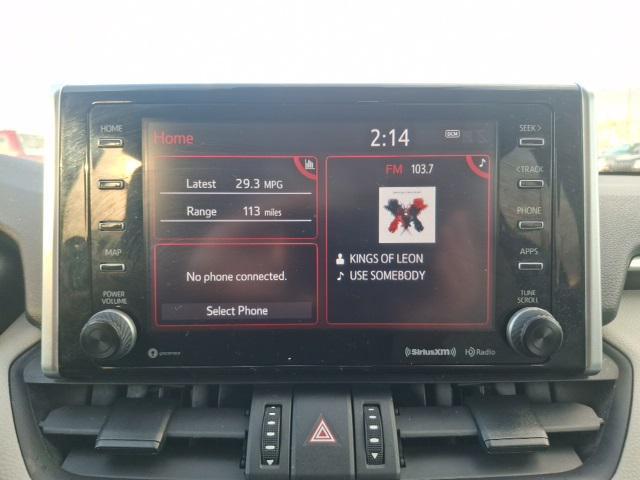 HOME
Home
2:14
DCM
SEEK >
Latest 29.3 MPG
FM 103.7
< TRACK
Range 113 miles
PHONE
MAP
No phone connected.
KINGS OF LEON
USE SOMEBODY
APPS
POWER
VOLUME
Select Phone
TUNE
SCROLL
SiriusXM
HD Radio